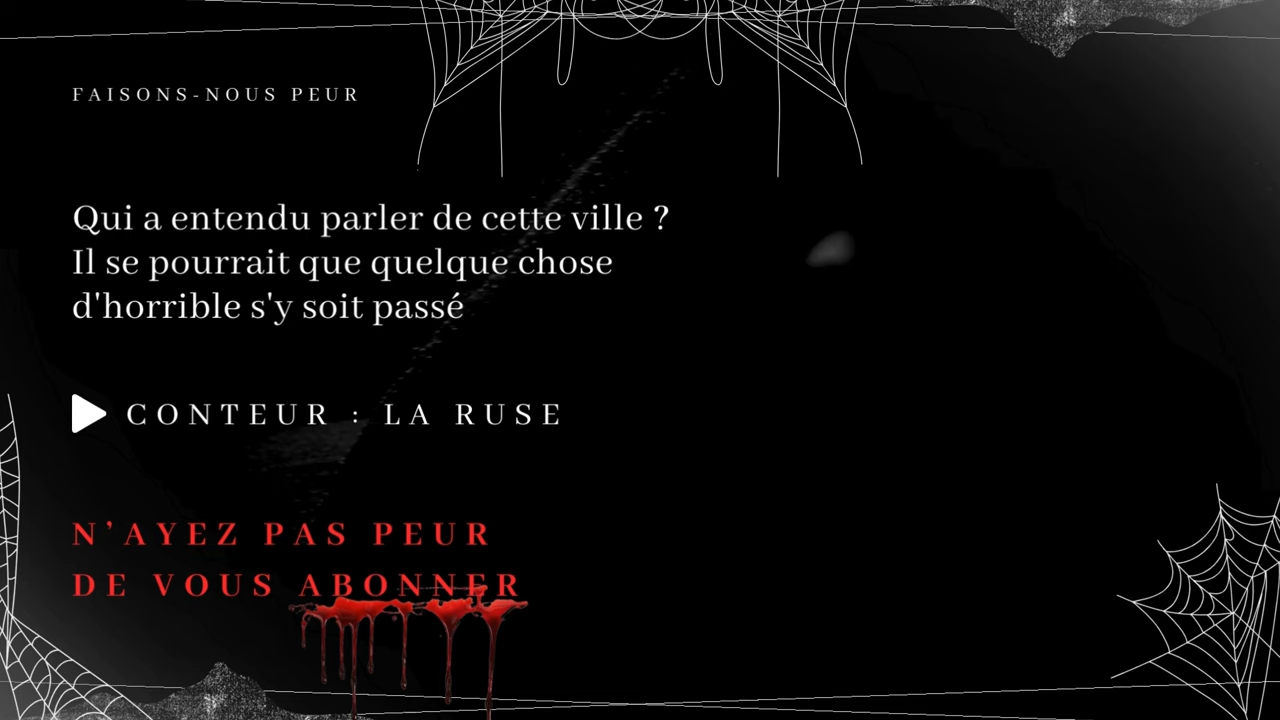 FAISONS-NOUS PEUR
Qui a entendu parler de cette ville ?
Il se pourrait que quelque chose
d'horrible s'y soit passé
CONTEUR : LA RUSE
N’AYEZ PAS PEUR
DE VOUS ABONNER